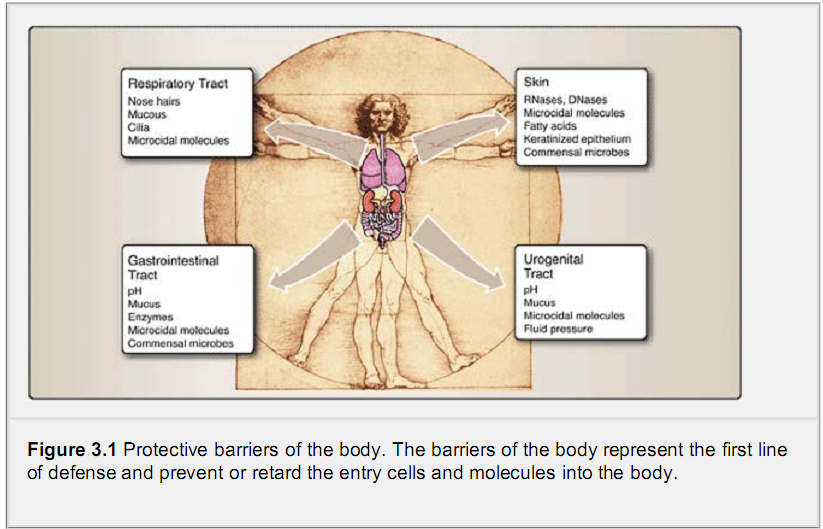 Respiratory Tract
Nose hairs
Mucous
Cilia
Microcidal molecules
Skin
RNases, DNases
Microcidal molecules
Fatty acids
Keratinized epithelium
Commensal microbes
Gastrointestinal
Tract
pH
Mucus
Enzymes
Microcidal molecules
Commensal microbes
Urogenital
Tract
pH
Mucus
Microcidal molecules
Fluid pressure
Figure 3.1 Protective barriers of the body. The barriers of the body represent the first line
of defense and prevent or retard the entry cells and molecules into the body.